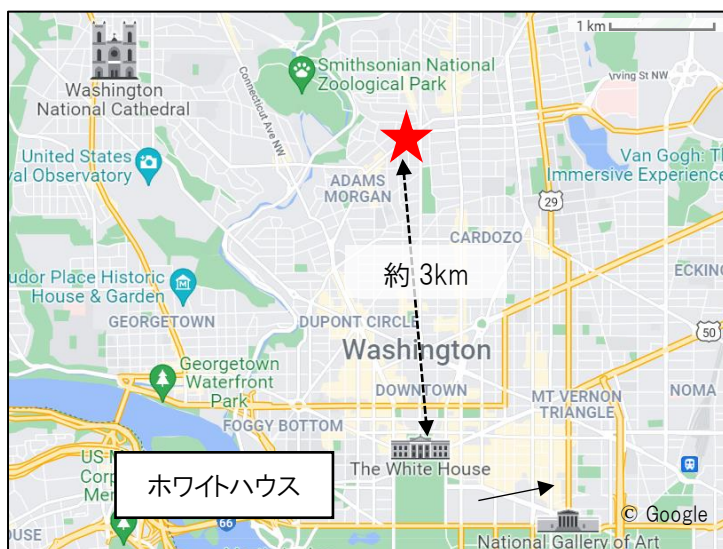 1 km
Smithsonian National
Zoological Park
Washington
National Cathedral
Connecticut Ave NW
Irving St NW
United States
val Observatory
Van Gogh: Th
Immersive Experience
ADAMS
MORGAN
29
CARDOZO
udor Place Historic
House & Garden
約 3km
ECKING
GEORGETOWN
DUPONT CIRCLE
50
Washington
Georgetown
Waterfront
Park
DOWNTOWN
MT VERNON
TRIANGLE
NOMA
FOGGY BOTTOM
The White House
US M
Corp
Me
ホワイトハウス
66
© Google
OUSE
National Gallery of Art